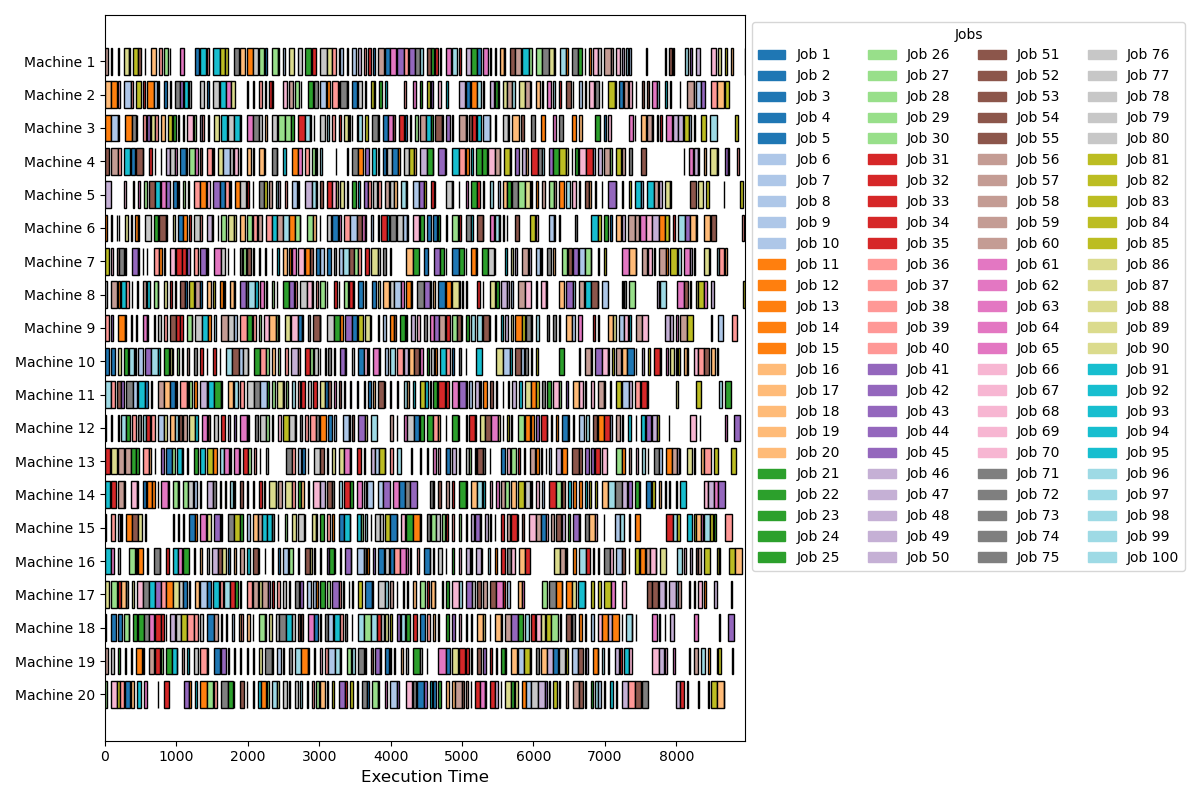 Machine 1
Machine 2
Machine 3
Machine 4
Machine 5
Machine 6
Machine 7
Machine 8
Machine 9
Machine 10
Machine 11
Machine 12
Machine 13
Machine 14
Machine 15
Machine 16
Machine 17
Machine 18
Machine 19
Machine 20
0 1000 2000 3000 4000 5000 6000 7000 8000
Execution Time
Jobs
Job 1 Job 26 Job 51 Job 76
Job 2 Job 27 Job 52 Job 77
Job 3 Job 28 Job 53 Job 78
Job 4 Job 29 Job 54 Job 79
Job 5 Job 30 Job 55 Job 80
Job 6 Job 31 Job 56 Job 81
Job 7 Job 32 Job 57 Job 82
Job 8 Job 33 Job 58 Job 83
Job 9 Job 34 Job 59 Job 84
Job 10 Job 35 Job 60 Job 85
Job 11 Job 36 Job 61 Job 86
Job 12 Job 37 Job 62 Job 87
Job 13 Job 38 Job 63 Job 88
Job 14 Job 39 Job 64 Job 89
Job 15 Job 40 Job 65 Job 90
Job 16 Job 41 Job 66 Job 91
Job 17 Job 42 Job 67 Job 92
Job 18 Job 43 Job 68 Job 93
Job 19 Job 44 Job 69 Job 94
Job 20 Job 45 Job 70 Job 95
Job 21 Job 46 Job 71 Job 96
Job 22 Job 47 Job 72 Job 97
Job 23 Job 48 Job 73 Job 98
Job 24 Job 49 Job 74 Job 99
Job 25 Job 50 Job 75 Job 100